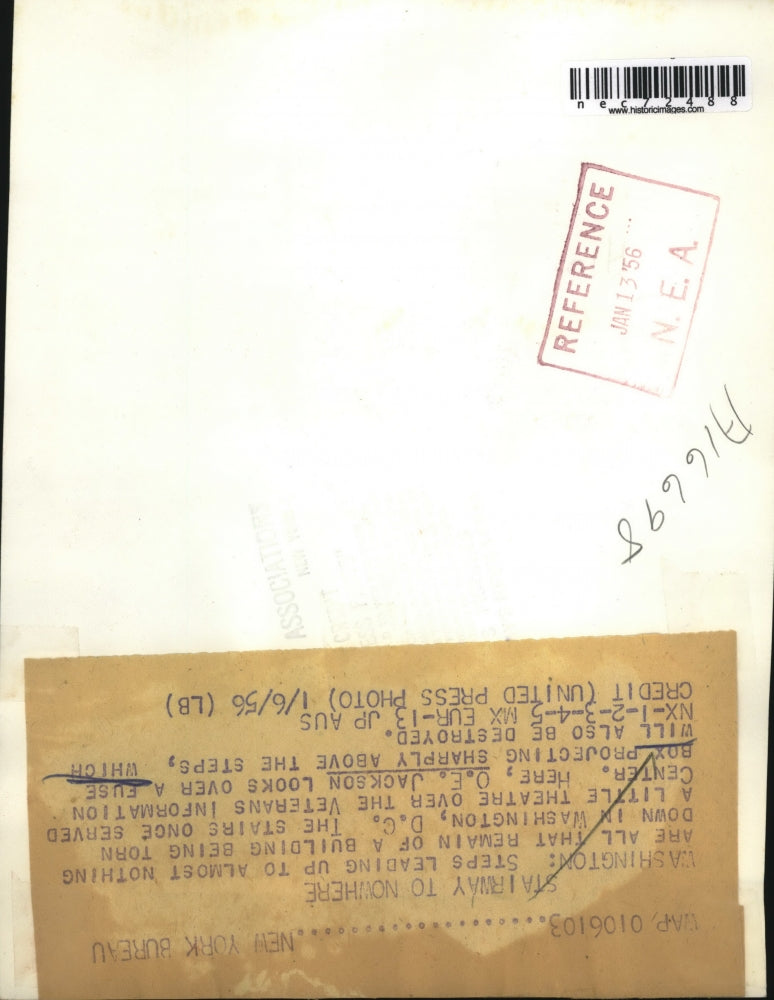 nec72488
www.historicimages.com
REFERENCE
JAN 13 '56
N. E. A.
A166998
ASSOCIATION
NEW
WAP 0106103....................NEW YORK BUREAU
STAIRWAY TO NOWHERE
WASHINGTON: STEPS LEADING UP TO ALMOST NOTHING
ARE ALL THAT REMAIN OF A BUILDING BEING TORN
DOWN IN WASHINGTON, D.C. THE STAIRS ONCE SERVED
A LITTLE THEATRE OVER THE VETERANS INFORMATION
CENTER. HERE, O.E. JACKSON LOOKS OVER A FUSE
BOX PROJECTING SHARPLY ABOVE THE STEPS, WHICH
WILL ALSO BE DESTROYED.
NX-1-2-3-4-5 MX EUR-13 JP AUS
CREDIT (UNITED PRESS PHOTO) 1/6/56 (LB)